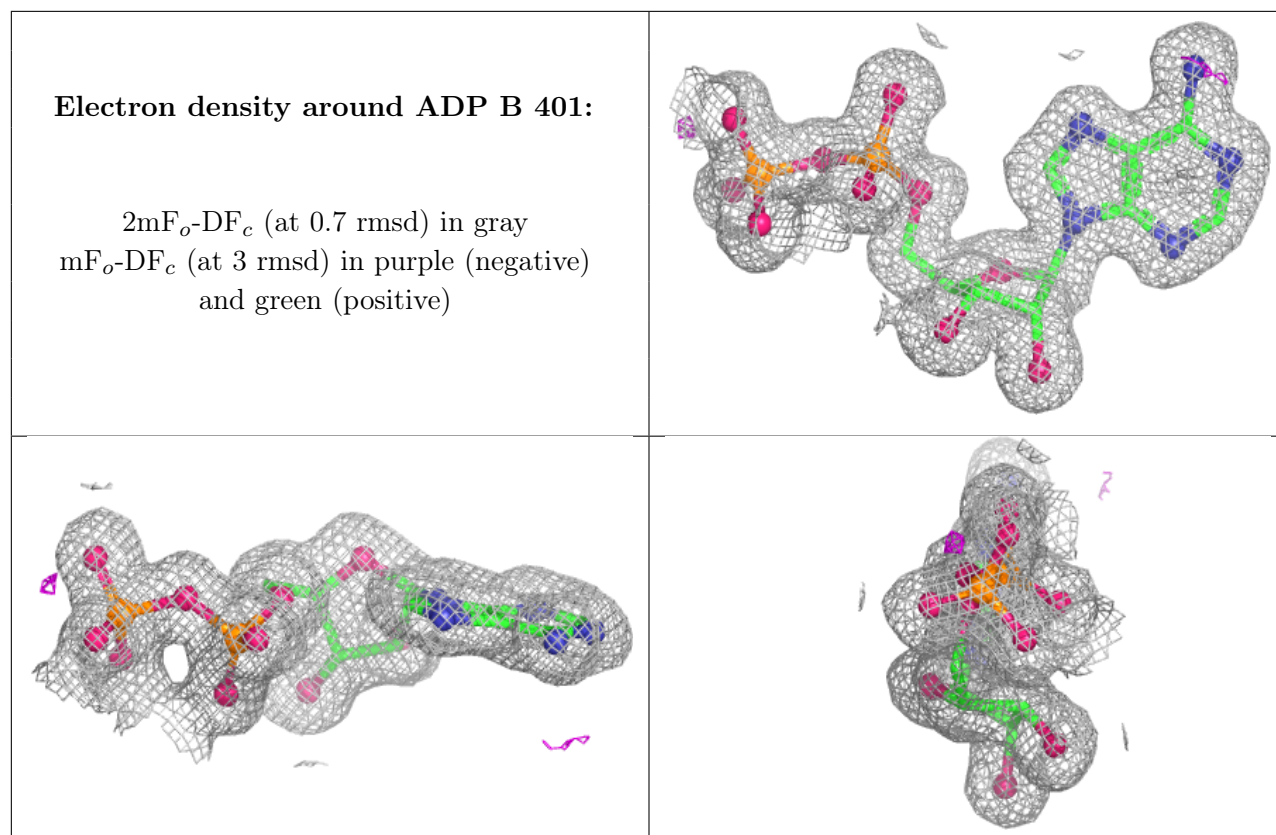 Electron density around ADP B 401:
2mFo-DFc (at 0.7 rmsd) in gray
mFo-DFc (at 3 rmsd) in purple (negative)
and green (positive)